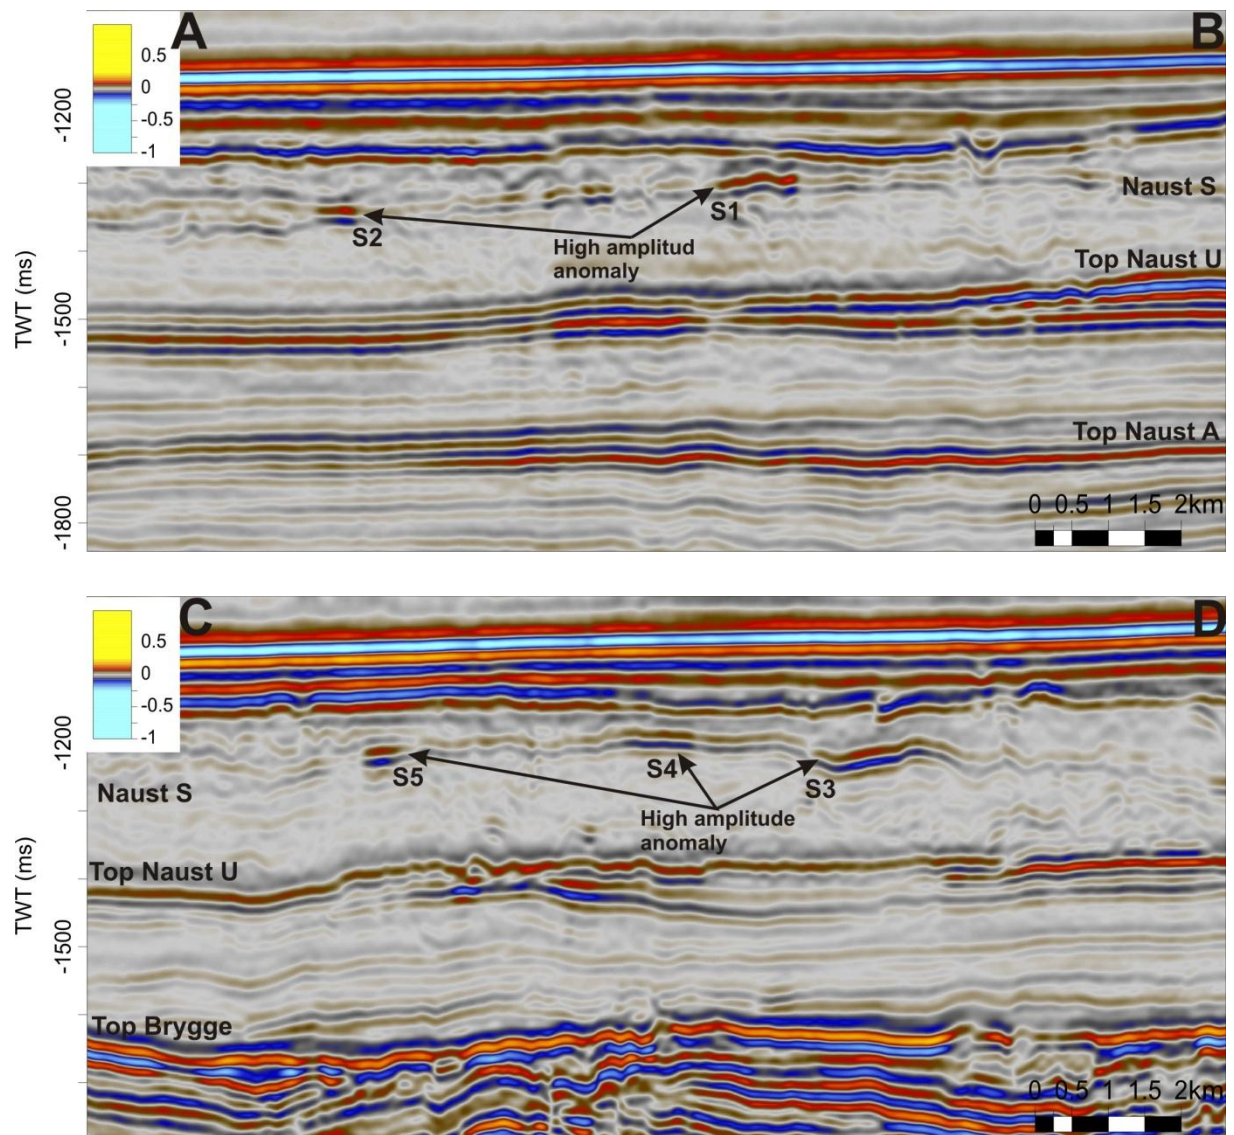 A
B
0.5
0
-0.5
-1
-1200
-1500
-1800
TWT (ms)
Naust S
S1
S2
High amplitud
anomaly
Top Naust U
Top Naust A
0 0.5 1 1.5 2km
C
D
0.5
0
-0.5
-1
-1200
-1500
TWT (ms)
S5
S4
S3
Naust S
High amplitude
anomaly
Top Naust U
Top Brygge
0 0.5 1 1.5 2km